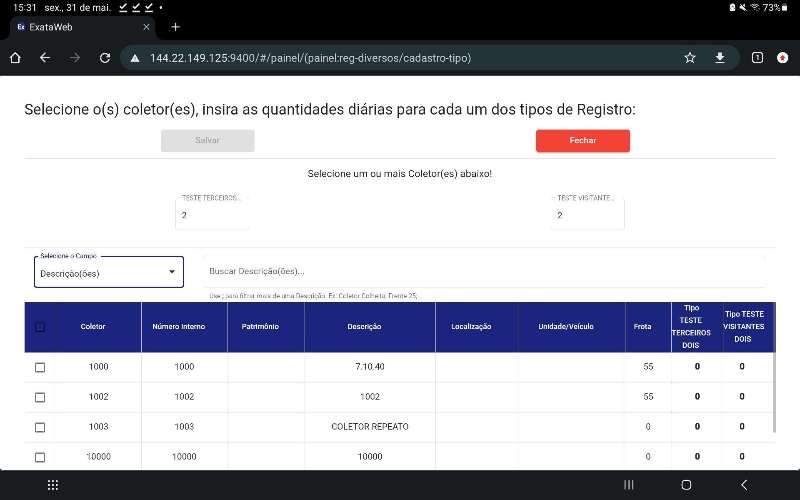 15:31 sex., 31 de mai.
73%
Ex ExataWeb
144.22.149.125:9400/#/painel/(painel:reg-diversos/cadastro-tipo)
1
Selecione o(s) coletor(es), insira as quantidades diárias para cada um dos tipos de Registro:
Salvar Fechar
Selecione um ou mais Coletor(es) abaixo!
TESTE TERCEIROS... TESTE VISITANTE...
2 2
Selecione o Campo
Descrição(ões) Buscar Descrição(ões)...
Use ; para filtrar mais de uma Descrição. Ex: Coletor Colheita; Frente 25;
Coletor Número Interno Patrimônio Descrição Localização Unidade/Veículo Frota Tipo TESTE TERCEIROS DOIS Tipo TESTE VISITANTES DOIS
1000 1000 7.10.40 55 0 0
1002 1002 1002 55 0 0
1003 1003 COLETOR REPEATO 0 0 0
10000 10000 10000 0 0 0